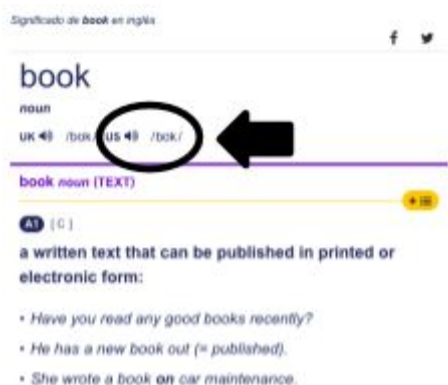 Significado de book en inglés
book
noun
UK /bʊk/ US /bʊk/
book noun (TEXT)
A1 [ C ]
a written text that can be published in printed or
electronic form:
• Have you read any good books recently?
• He has a new book out (= published).
• She wrote a book on car maintenance.